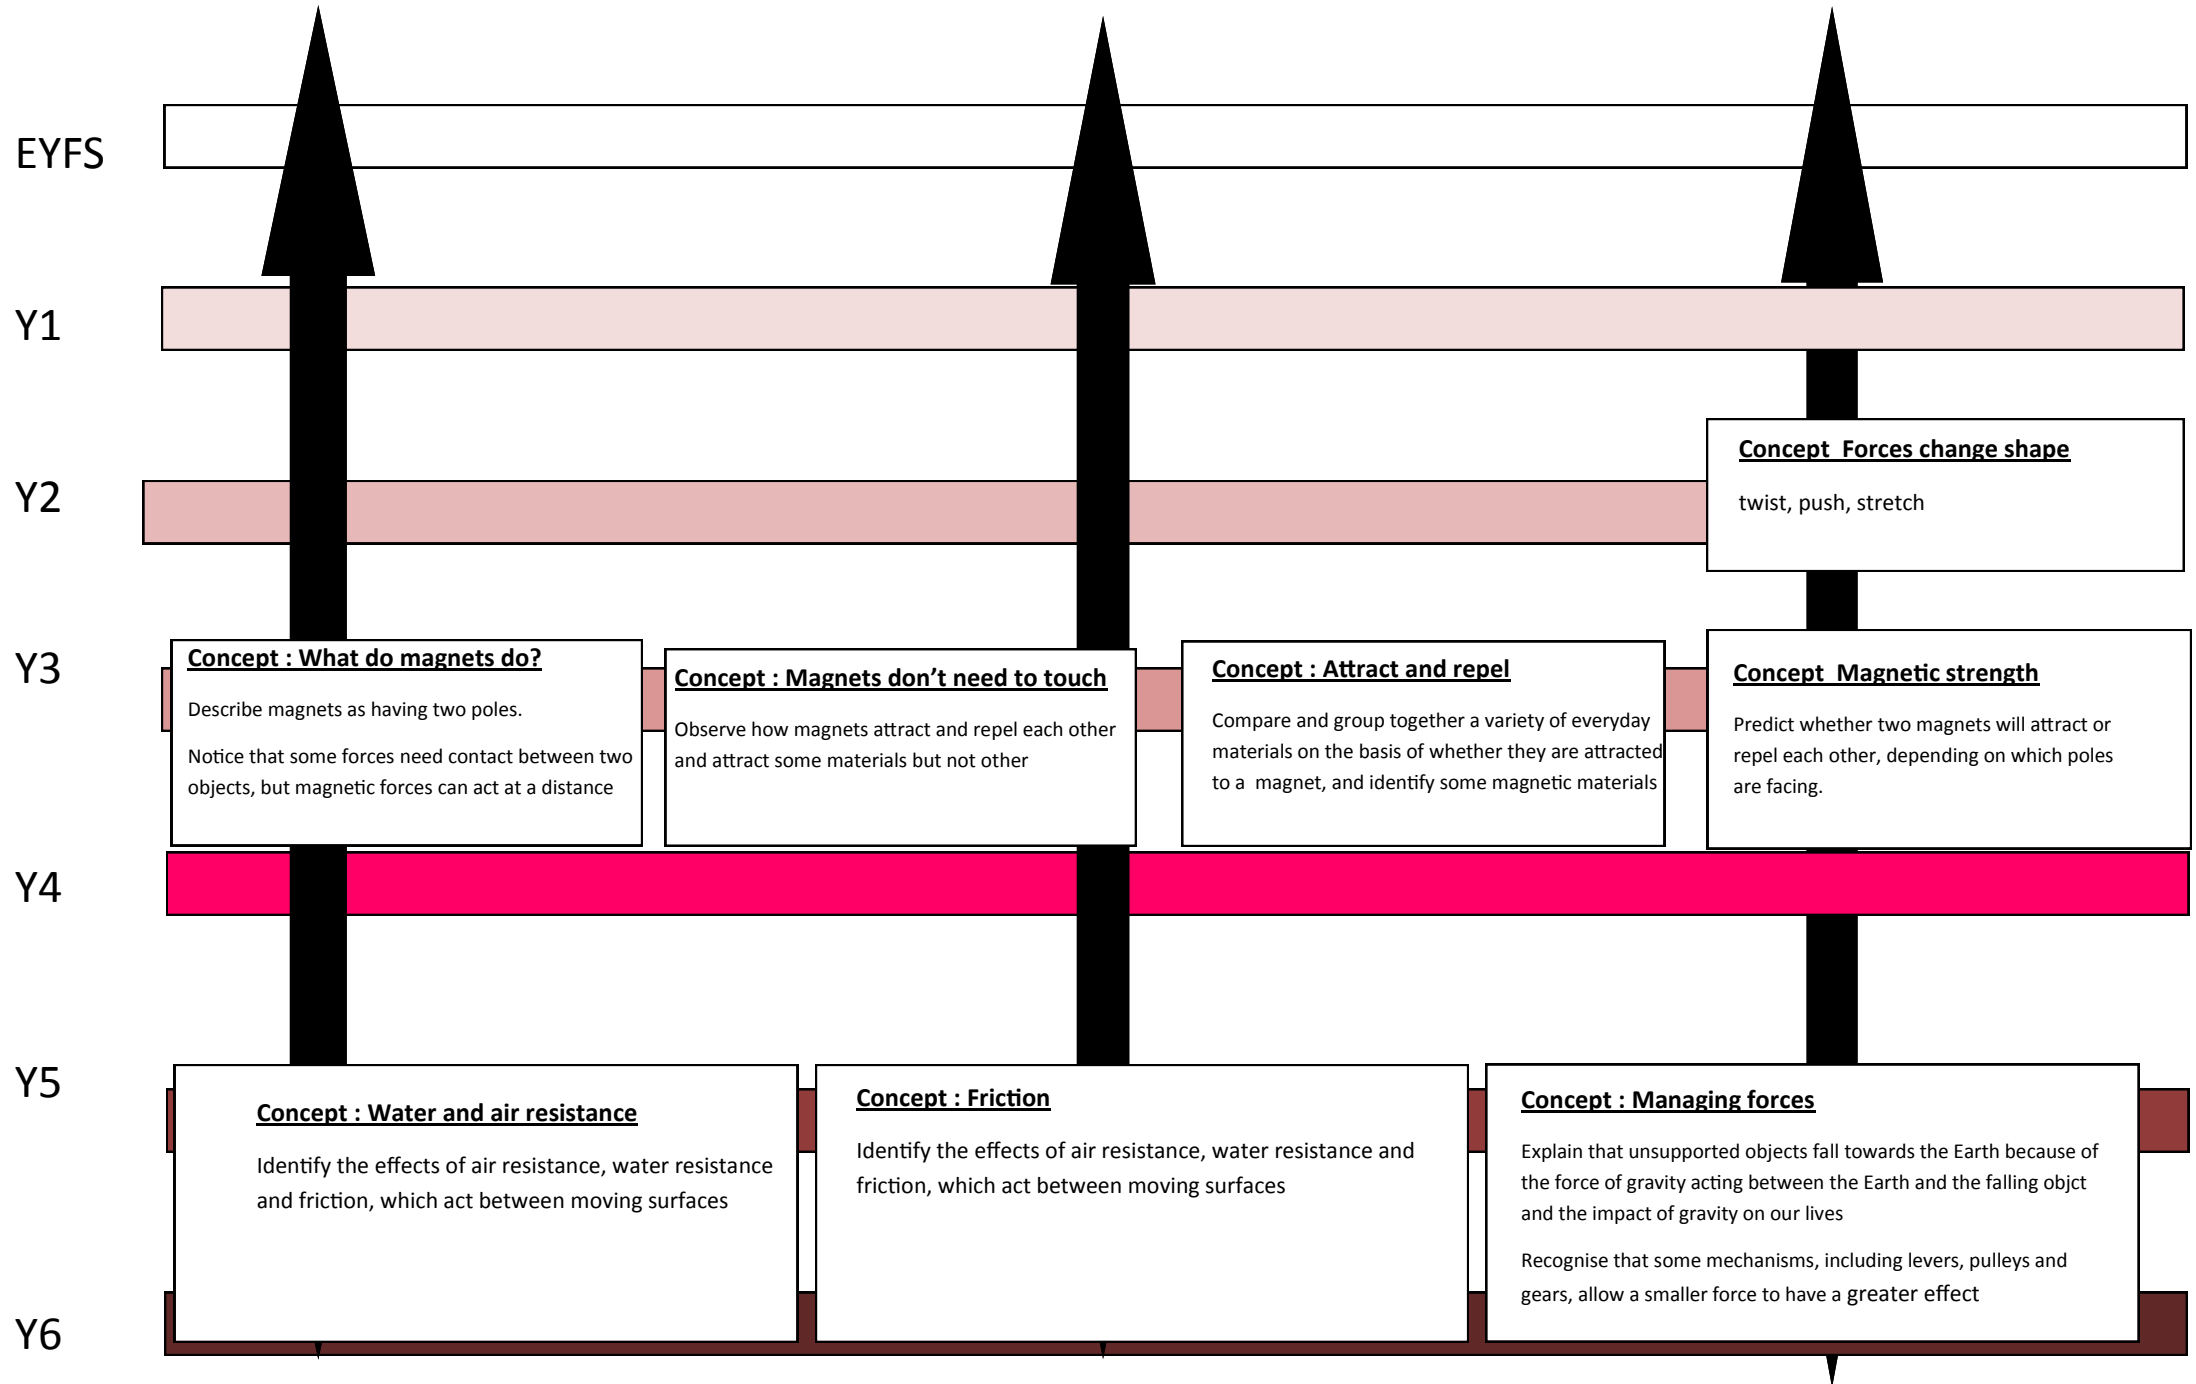 EYFS
Y1
Y2
Concept  Forces change shape
twist, push, stretch
Y3
Concept : What do magnets do?
Describe magnets as having two poles.
Notice that some forces need contact between two
objects, but magnetic forces can act at a distance
Concept : Magnets don’t need to touch
Observe how magnets attract and repel each other
and attract some materials but not other
Concept : Attract and repel
Compare and group together a variety of everyday
materials on the basis of whether they are attracted
to a  magnet, and identify some magnetic materials
Concept  Magnetic strength
Predict whether two magnets will attract or
repel each other, depending on which poles
are facing.
Y4
Y5
Concept : Water and air resistance
Identify the effects of air resistance, water resistance
and friction, which act between moving surfaces
Concept : Friction
Identify the effects of air resistance, water resistance and
friction, which act between moving surfaces
Concept : Managing forces
Explain that unsupported objects fall towards the Earth because of
the force of gravity acting between the Earth and the falling objct
and the impact of gravity on our lives
Recognise that some mechanisms, including levers, pulleys and
gears, allow a smaller force to have a greater effect
Y6